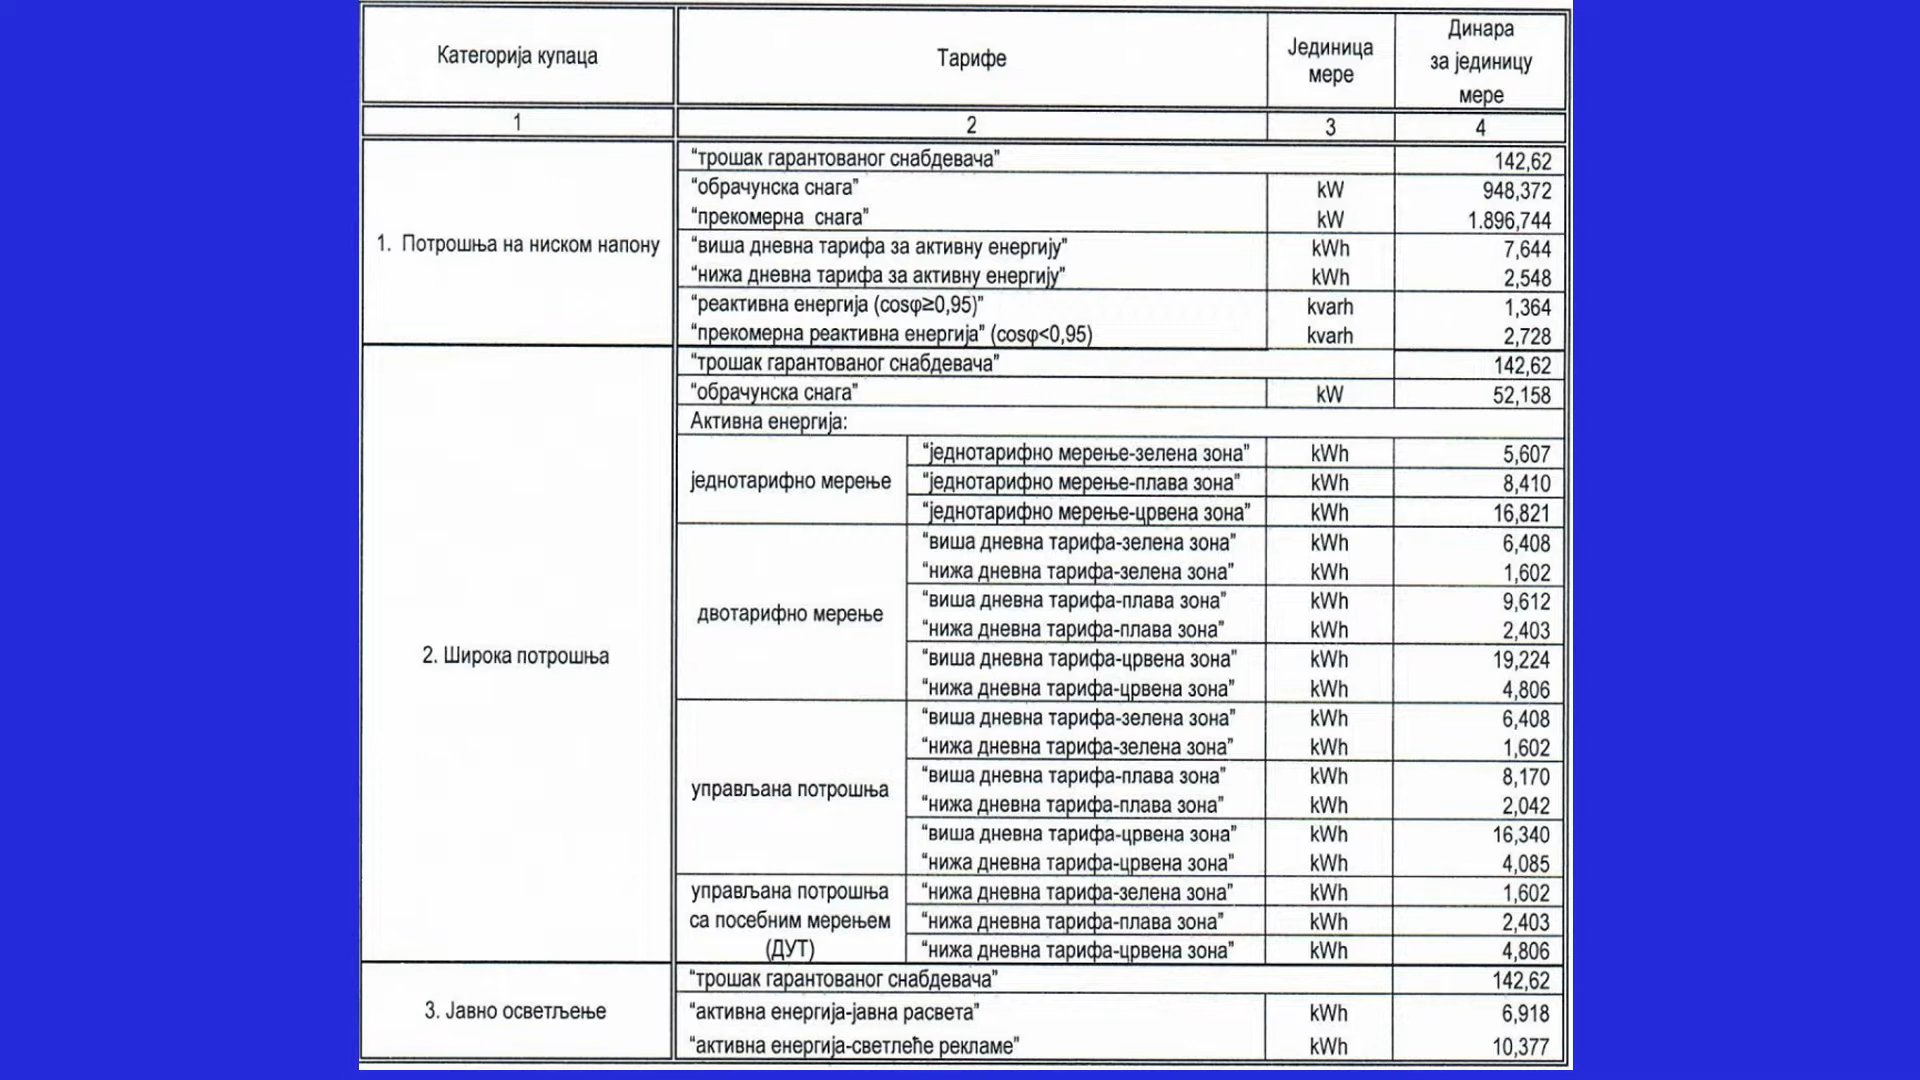 Категорија купаца
Тарифе
Јединица
мере
Динара
за јединицу
мере
1
2
3
4
1. Потрошња на ниском напону
“трошак гарантованог снабдевача” 142,62
“обрачунска снага” kW 948,372
“прекомерна снага” kW 1.896,744
“виша дневна тарифа за активну енергију” kWh 7,644
“нижа дневна тарифа за активну енергију” kWh 2,548
“реактивна енергија (cosφ≥0,95)” kvarh 1,364
“прекомерна реактивна енергија” (cosφ<0,95) kvarh 2,728
2. Широка потрошња
“трошак гарантованог снабдевача” 142,62
“обрачунска снага” kW 52,158
Активна енергија:
једнотарифно мерење
“једнотарифно мерење-зелена зона” kWh 5,607
“једнотарифно мерење-плава зона” kWh 8,410
“једнотарифно мерење-црвена зона” kWh 16,821
двотарифно мерење
“виша дневна тарифа-зелена зона” kWh 6,408
“нижа дневна тарифа-зелена зона” kWh 1,602
“виша дневна тарифа-плава зона” kWh 9,612
“нижа дневна тарифа-плава зона” kWh 2,403
“виша дневна тарифа-црвена зона” kWh 19,224
“нижа дневна тарифа-црвена зона” kWh 4,806
управљана потрошња
“виша дневна тарифа-зелена зона” kWh 6,408
“нижа дневна тарифа-зелена зона” kWh 1,602
“виша дневна тарифа-плава зона” kWh 8,170
“нижа дневна тарифа-плава зона” kWh 2,042
“виша дневна тарифа-црвена зона” kWh 16,340
“нижа дневна тарифа-црвена зона” kWh 4,085
управљана потрошња
са посебним мерењем
(ДУТ)
“нижа дневна тарифа-зелена зона” kWh 1,602
“нижа дневна тарифа-плава зона” kWh 2,403
“нижа дневна тарифа-црвена зона” kWh 4,806
3. Јавно осветљење
“трошак гарантованог снабдевача” 142,62
“активна енергија-јавна расвета” kWh 6,918
“активна енергија-светлеће рекламе” kWh 10,377